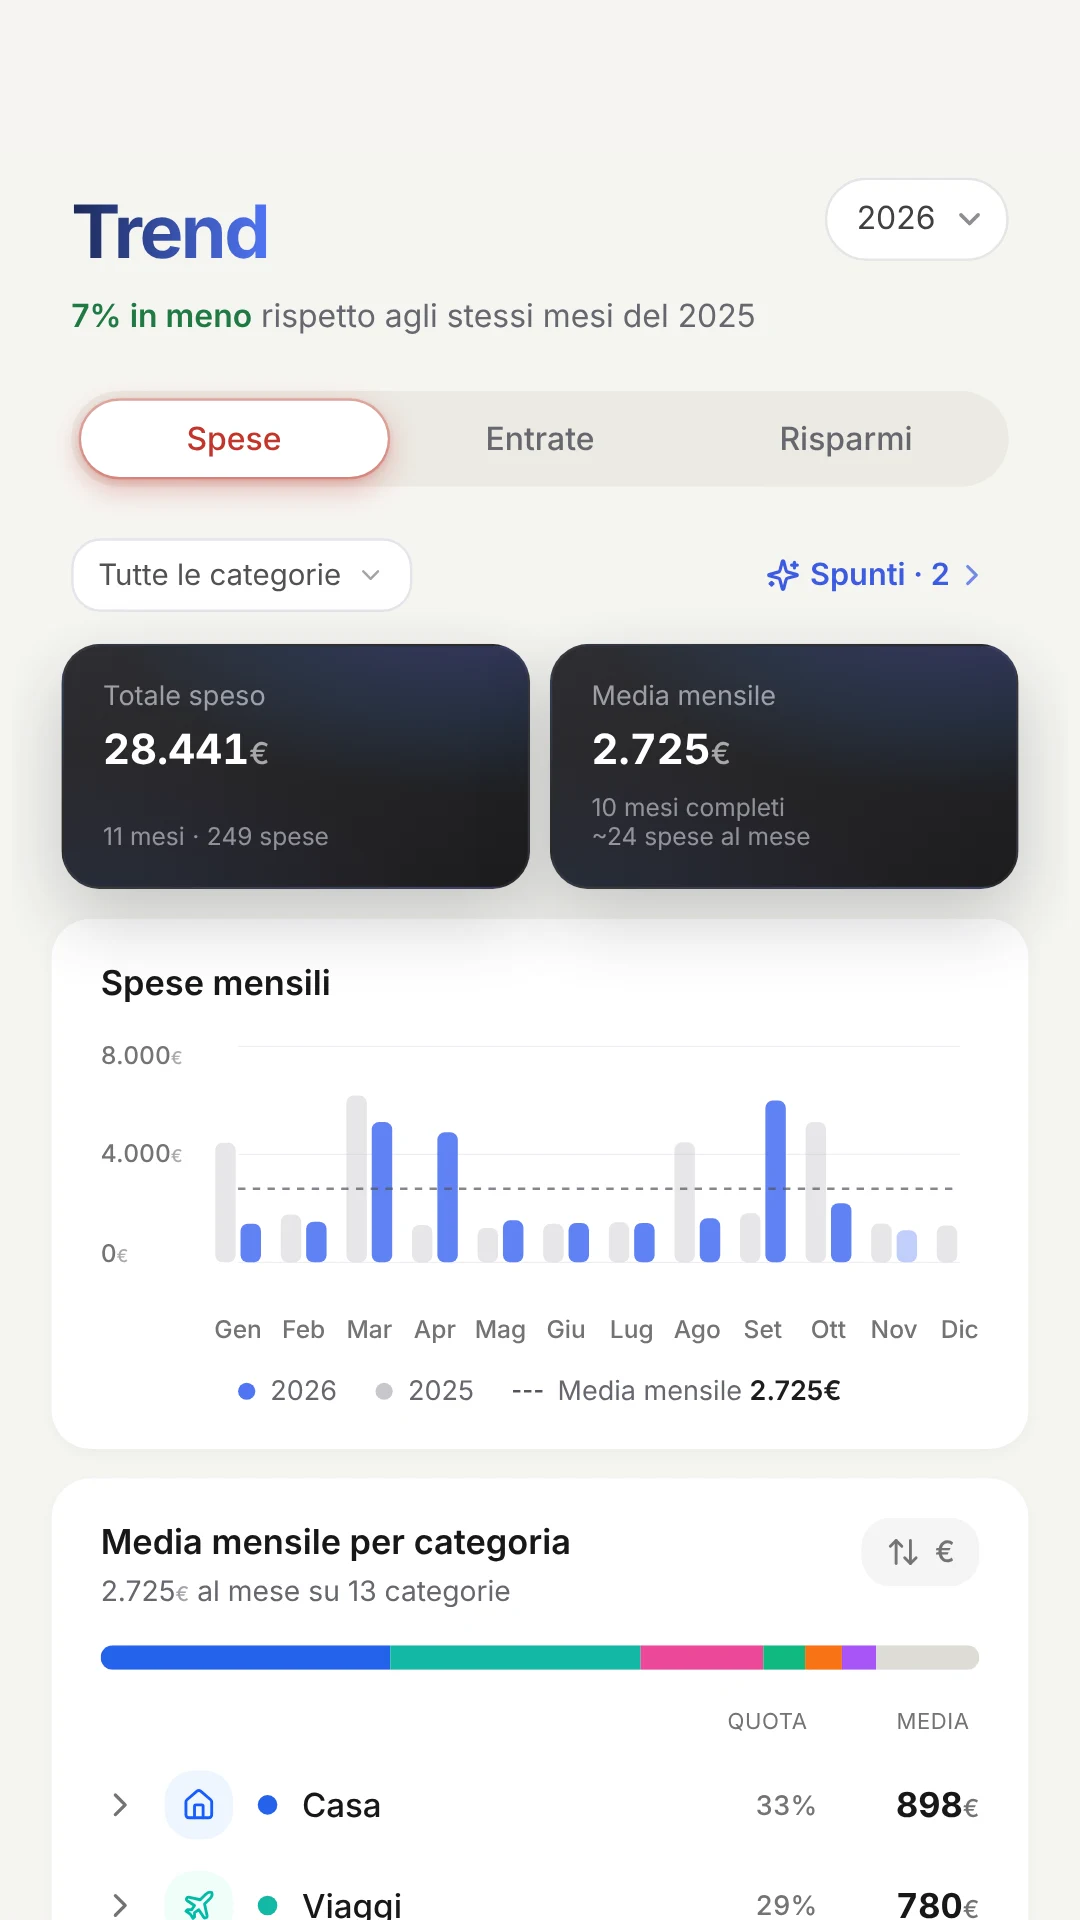 Trend
2026
7% in meno rispetto agli stessi mesi del 2025
Spese Entrate Risparmi
Tutte le categorie
Spunti · 2
Totale speso
28.441€
11 mesi · 249 spese
Media mensile
2.725€
10 mesi completi
~24 spese al mese
Spese mensili
8.000€
4.000€
0€
Gen Feb Mar Apr Mag Giu Lug Ago Set Ott Nov Dic
2026 2025 --- Media mensile 2.725€
Media mensile per categoria
€
2.725€ al mese su 13 categorie
QUOTA MEDIA
Casa 33% 898€
Viaggi 29% 780€